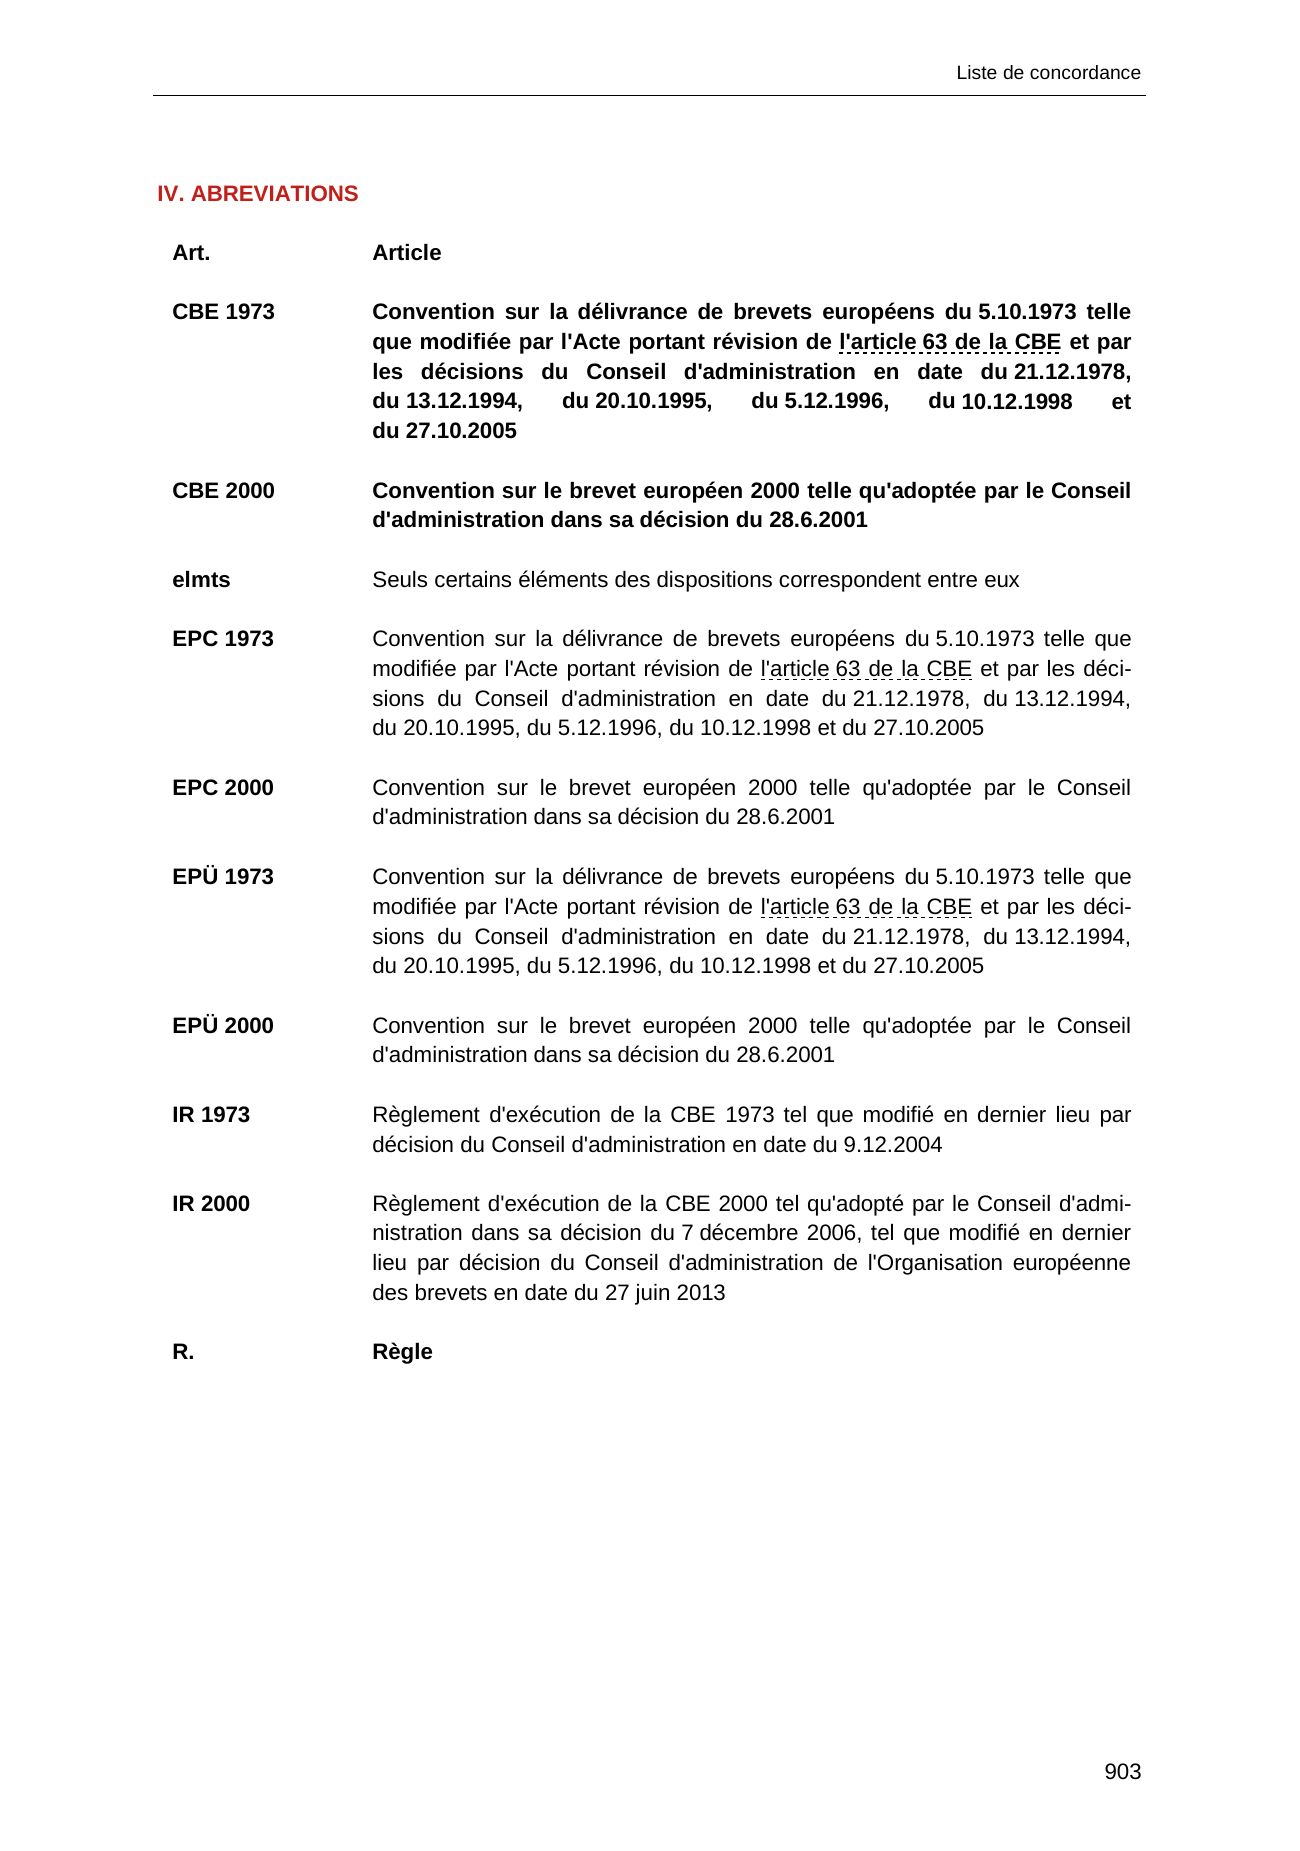 Liste de concordance
IV. ABREVIATIONS
Art. Article
CBE 1973 Convention sur la délivrance de brevets européens du 5.10.1973 telle
que modifiée par l'Acte portant révision de l'article 63 de la CBE et par
les décisions du Conseil d'administration en date du 21.12.1978,
du 13.12.1994, du 20.10.1995, du 5.12.1996, du 10.12.1998 et
du 27.10.2005
CBE 2000 Convention sur le brevet européen 2000 telle qu'adoptée par le Conseil
d'administration dans sa décision du 28.6.2001
elmts Seuls certains éléments des dispositions correspondent entre eux
EPC 1973 Convention sur la délivrance de brevets européens du 5.10.1973 telle que
modifiée par l'Acte portant révision de l'article 63 de la CBE et par les déci-
sions du Conseil d'administration en date du 21.12.1978, du 13.12.1994,
du 20.10.1995, du 5.12.1996, du 10.12.1998 et du 27.10.2005
EPC 2000 Convention sur le brevet européen 2000 telle qu'adoptée par le Conseil
d'administration dans sa décision du 28.6.2001
EPÜ 1973 Convention sur la délivrance de brevets européens du 5.10.1973 telle que
modifiée par l'Acte portant révision de l'article 63 de la CBE et par les déci-
sions du Conseil d'administration en date du 21.12.1978, du 13.12.1994,
du 20.10.1995, du 5.12.1996, du 10.12.1998 et du 27.10.2005
EPÜ 2000 Convention sur le brevet européen 2000 telle qu'adoptée par le Conseil
d'administration dans sa décision du 28.6.2001
IR 1973 Règlement d'exécution de la CBE 1973 tel que modifié en dernier lieu par
décision du Conseil d'administration en date du 9.12.2004
IR 2000 Règlement d'exécution de la CBE 2000 tel qu'adopté par le Conseil d'admi-
nistration dans sa décision du 7 décembre 2006, tel que modifié en dernier
lieu par décision du Conseil d'administration de l'Organisation européenne
des brevets en date du 27 juin 2013
R. Règle
903